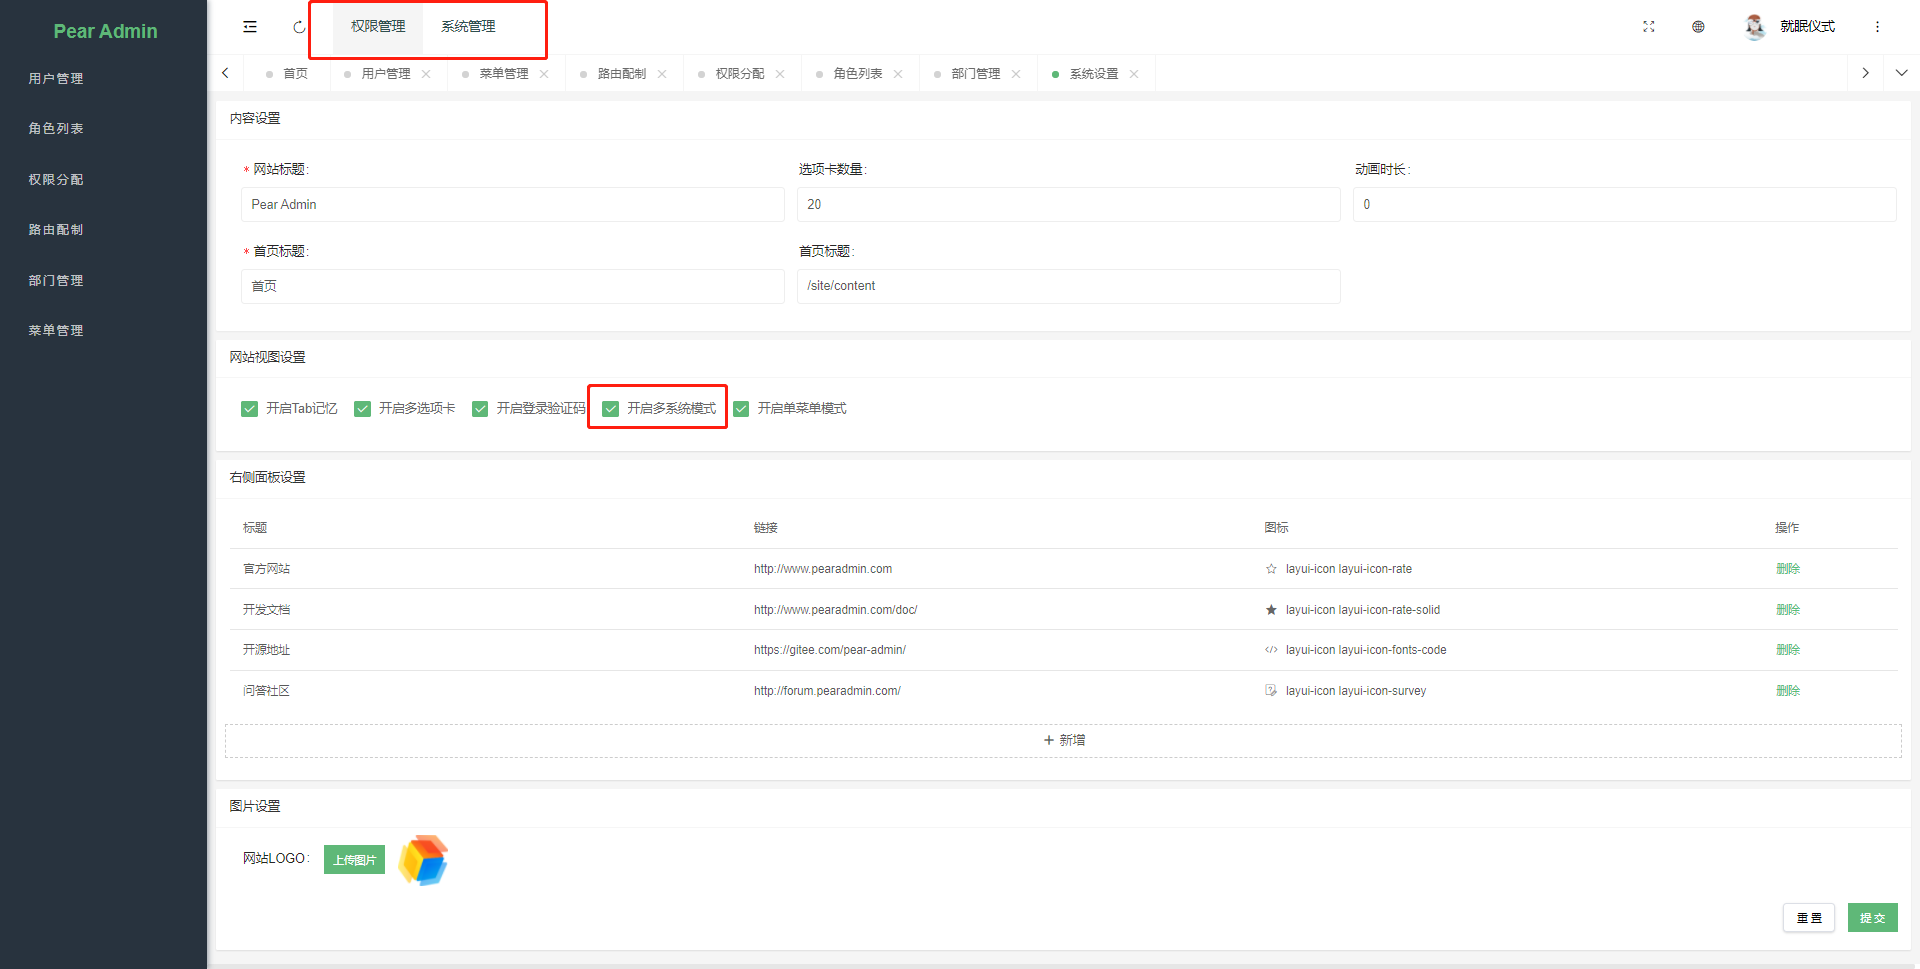 Pear Admin
用户管理
角色列表
权限分配
路由配制
部门管理
菜单管理
权限管理 系统管理
就眠仪式
首页 用户管理 菜单管理 路由配制 权限分配 角色列表 部门管理 系统设置
内容设置
* 网站标题: 选项卡数量: 动画时长:
Pear Admin 20 0
* 首页标题: 首页标题:
首页 /site/content
网站视图设置
开启Tab记忆 开启多选项卡 开启登录验证码 开启多系统模式 开启单菜单模式
右侧面板设置
标题 链接 图标 操作
官方网站 http://www.pearadmin.com layui-icon layui-icon-rate 删除
开发文档 http://www.pearadmin.com/doc/ layui-icon layui-icon-rate-solid 删除
开源地址 https://gitee.com/pear-admin/ layui-icon layui-icon-fonts-code 删除
问答社区 http://forum.pearadmin.com/ layui-icon layui-icon-survey 删除
+ 新增
图片设置
网站LOGO: 上传图片
重置 提交